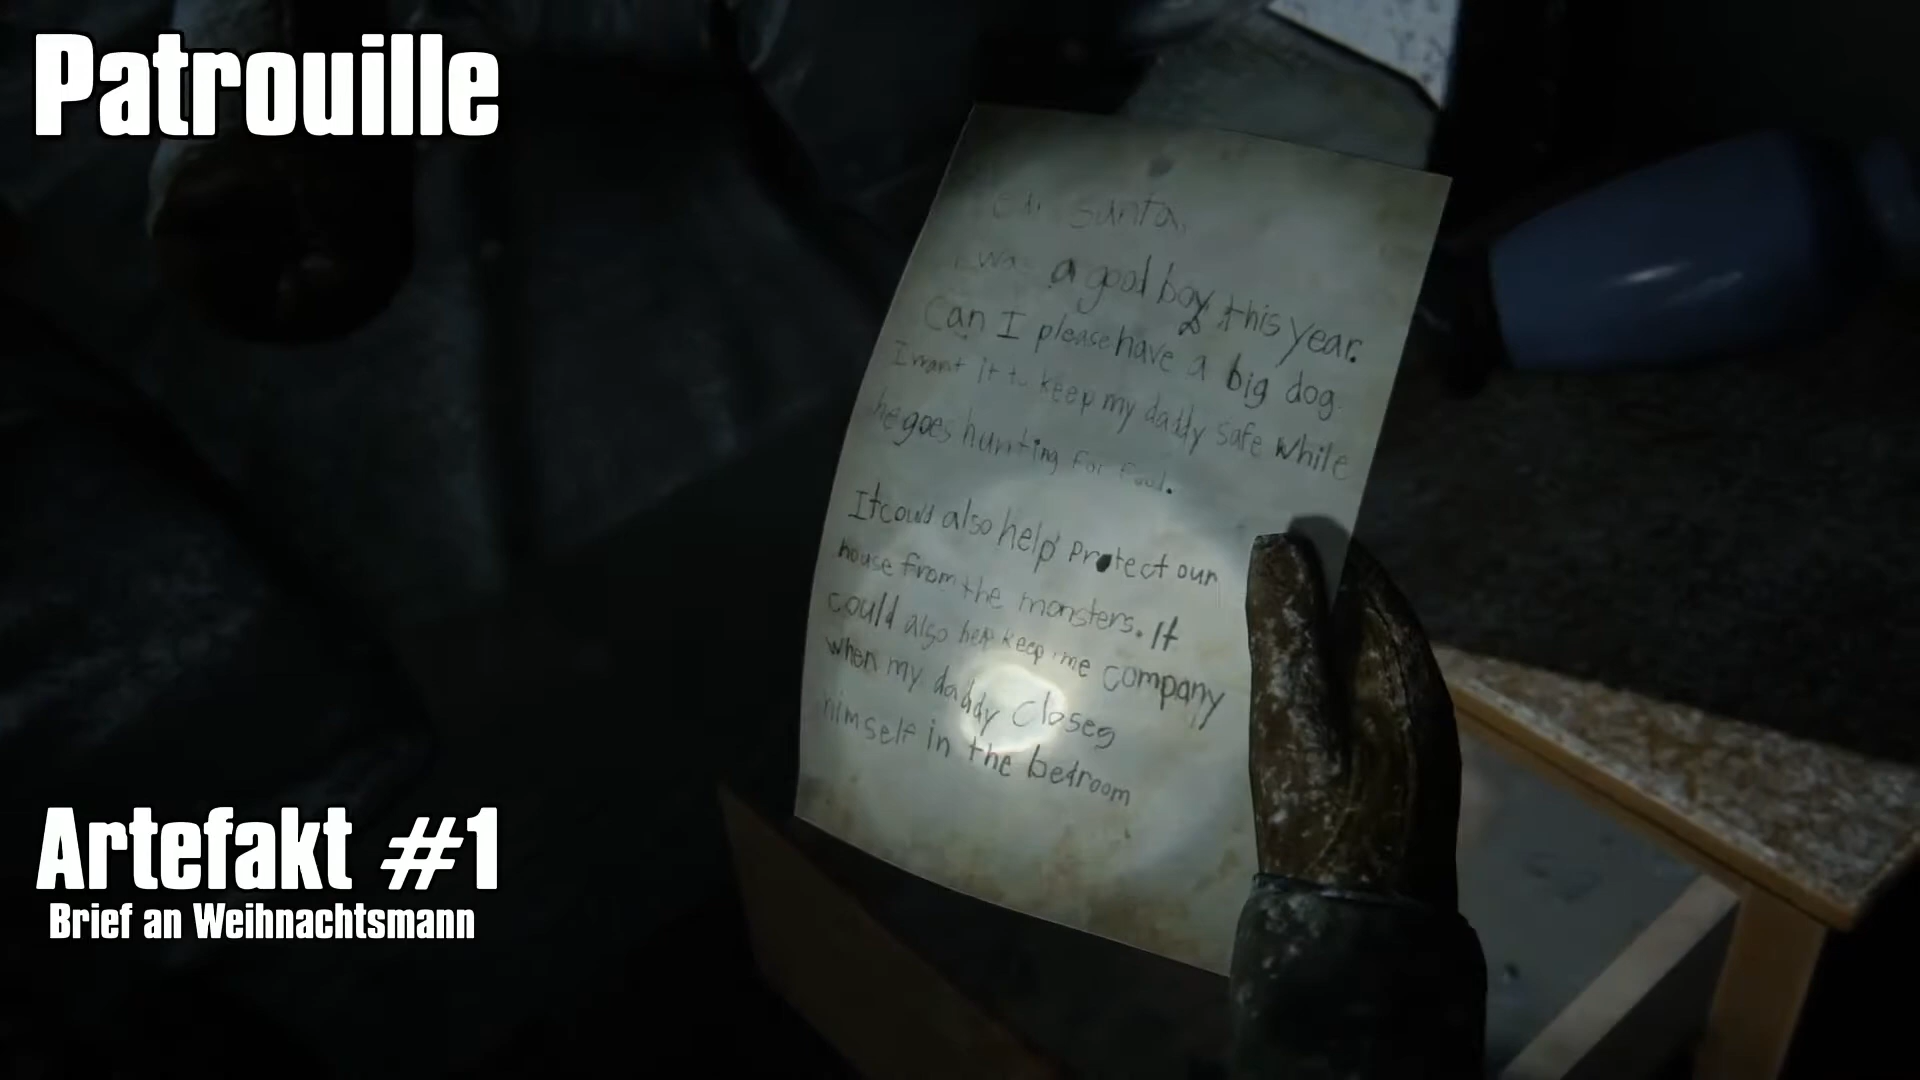 Patrouille
Santa,
I was a good boy this year.
Can I please have a big dog.
I want it to keep my daddy safe while
he goes hunting for food.
It could also help protect our
house from the monsters. It
could also help keep me company
when my daddy closes
himself in the bedroom
Artefakt #1
Brief an Weihnachtsmann